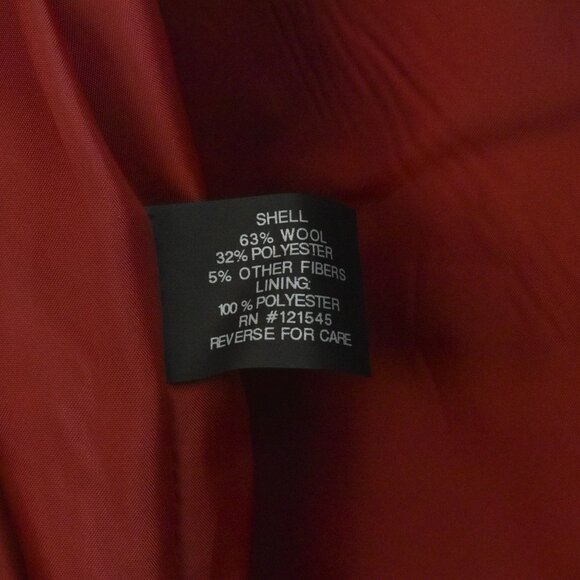 SHELL
63% WOOL
32% POLYESTER
5% OTHER FIBERS
LINING:
100% POLYESTER
RN #121545
REVERSE FOR CARE